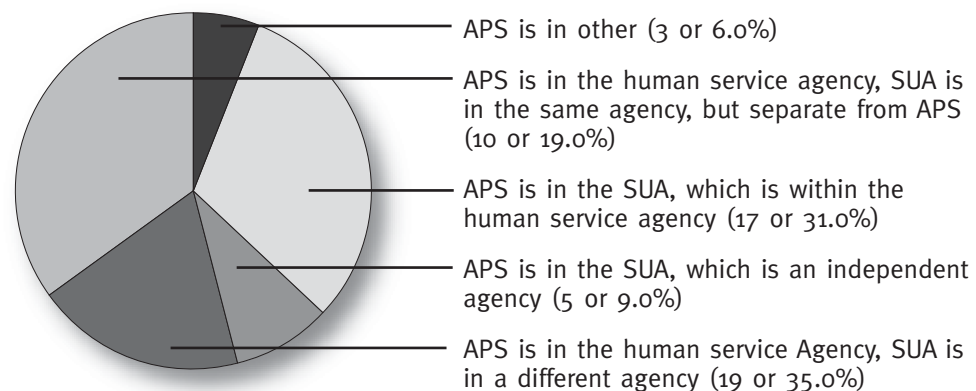 APS is in other (3 or 6.0%)
APS is in the human service agency, SUA is
in the same agency, but separate from APS
(10 or 19.0%)
APS is in the SUA, which is within the
human service agency (17 or 31.0%)
APS is in the SUA, which is an independent
agency (5 or 9.0%)
APS is in the human service Agency, SUA is
in a different agency (19 or 35.0%)